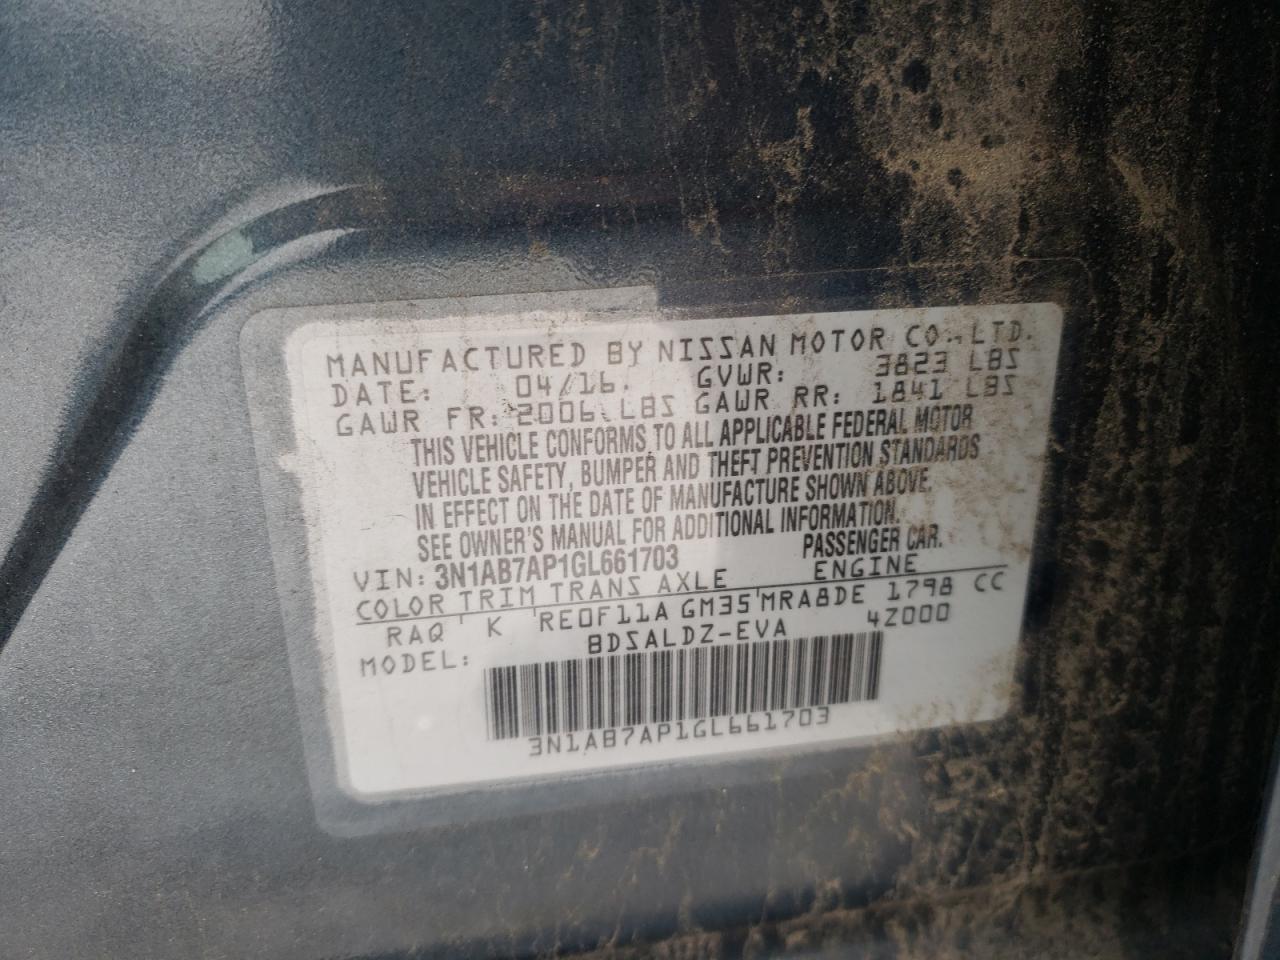 MANUFACTURED BY NISSAN MOTOR CO., LTD.
DATE: 04/16. GVWR: 3823 LBS
GAWR FR: 2006 LBS GAWR RR: 1841 LBS
THIS VEHICLE CONFORMS TO ALL APPLICABLE FEDERAL MOTOR
VEHICLE SAFETY, BUMPER AND THEFT PREVENTION STANDARDS
IN EFFECT ON THE DATE OF MANUFACTURE SHOWN ABOVE.
SEE OWNER'S MANUAL FOR ADDITIONAL INFORMATION.
VIN: 3N1AB7AP1GL661703 PASSENGER CAR.
COLOR TRIM TRANS AXLE ENGINE
RAQ K RE0F11A GM35 MRA8DE 1798 CC
MODEL: BDSALDZ-EVA 4Z000
3N1AB7AP1GL661703